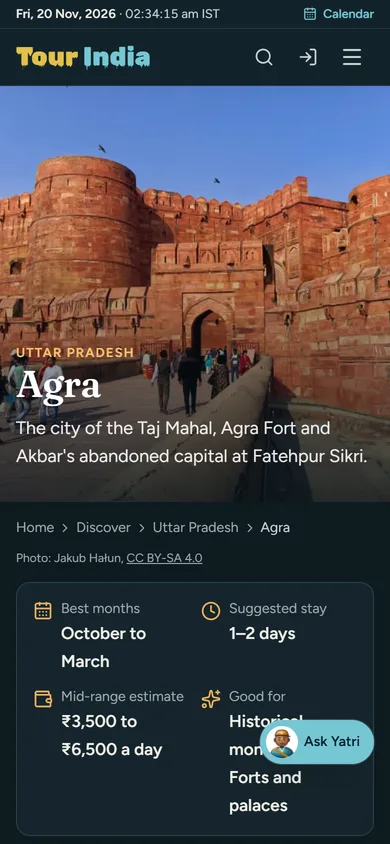 Fri, 20 Nov, 2026 · 02:34:15 am IST
Calendar
Tour India
UTTAR PRADESH
Agra
The city of the Taj Mahal, Agra Fort and
Akbar's abandoned capital at Fatehpur Sikri.
Home > Discover > Uttar Pradesh > Agra
Photo: Jakub Hałun, CC BY-SA 4.0
Best months
October to
March
Suggested stay
1–2 days
Mid-range estimate
₹3,500 to
₹6,500 a day
Good for
Forts and
palaces
Ask Yatri